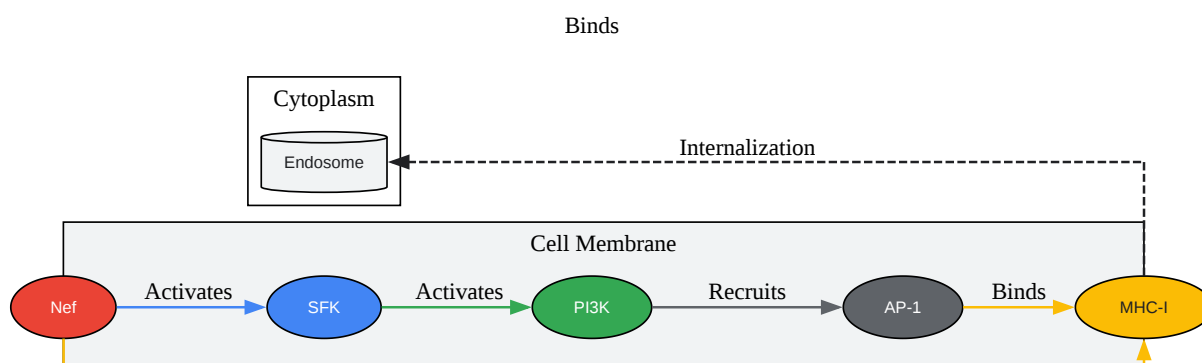 Binds
Cytoplasm
Endosome
Internalization
Cell Membrane
Nef
Activates
SFK
Activates
PI3K
Recruits
AP-1
Binds
MHC-I